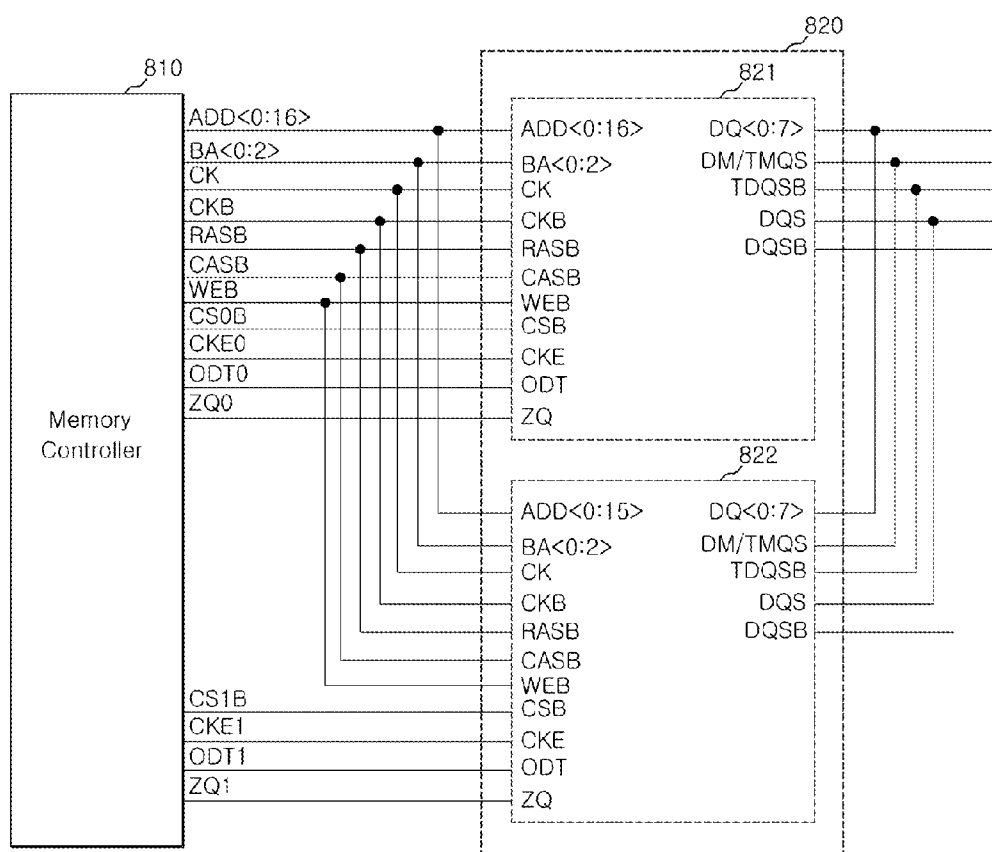 820
810
821
ADD<0:16>
BA<0:2>
CK
CKB
RASB
CASB
WEB
CS0B
CKE0
ODT0
ZQ0
Memory
Controller
ADD<0:16>
BA<0:2>
CK
CKB
RASB
CASB
WEB
CSB
CKE
ODT
ZQ
DQ<0:7>
DM/TMQS
TDQSB
DQS
DQSB
822
ADD<0:15>
BA<0:2>
CK
CKB
RASB
CASB
WEB
CSB
CKE
ODT
ZQ
DQ<0:7>
DM/TMQS
TDQSB
DQS
DQSB
CS1B
CKE1
ODT1
ZQ1